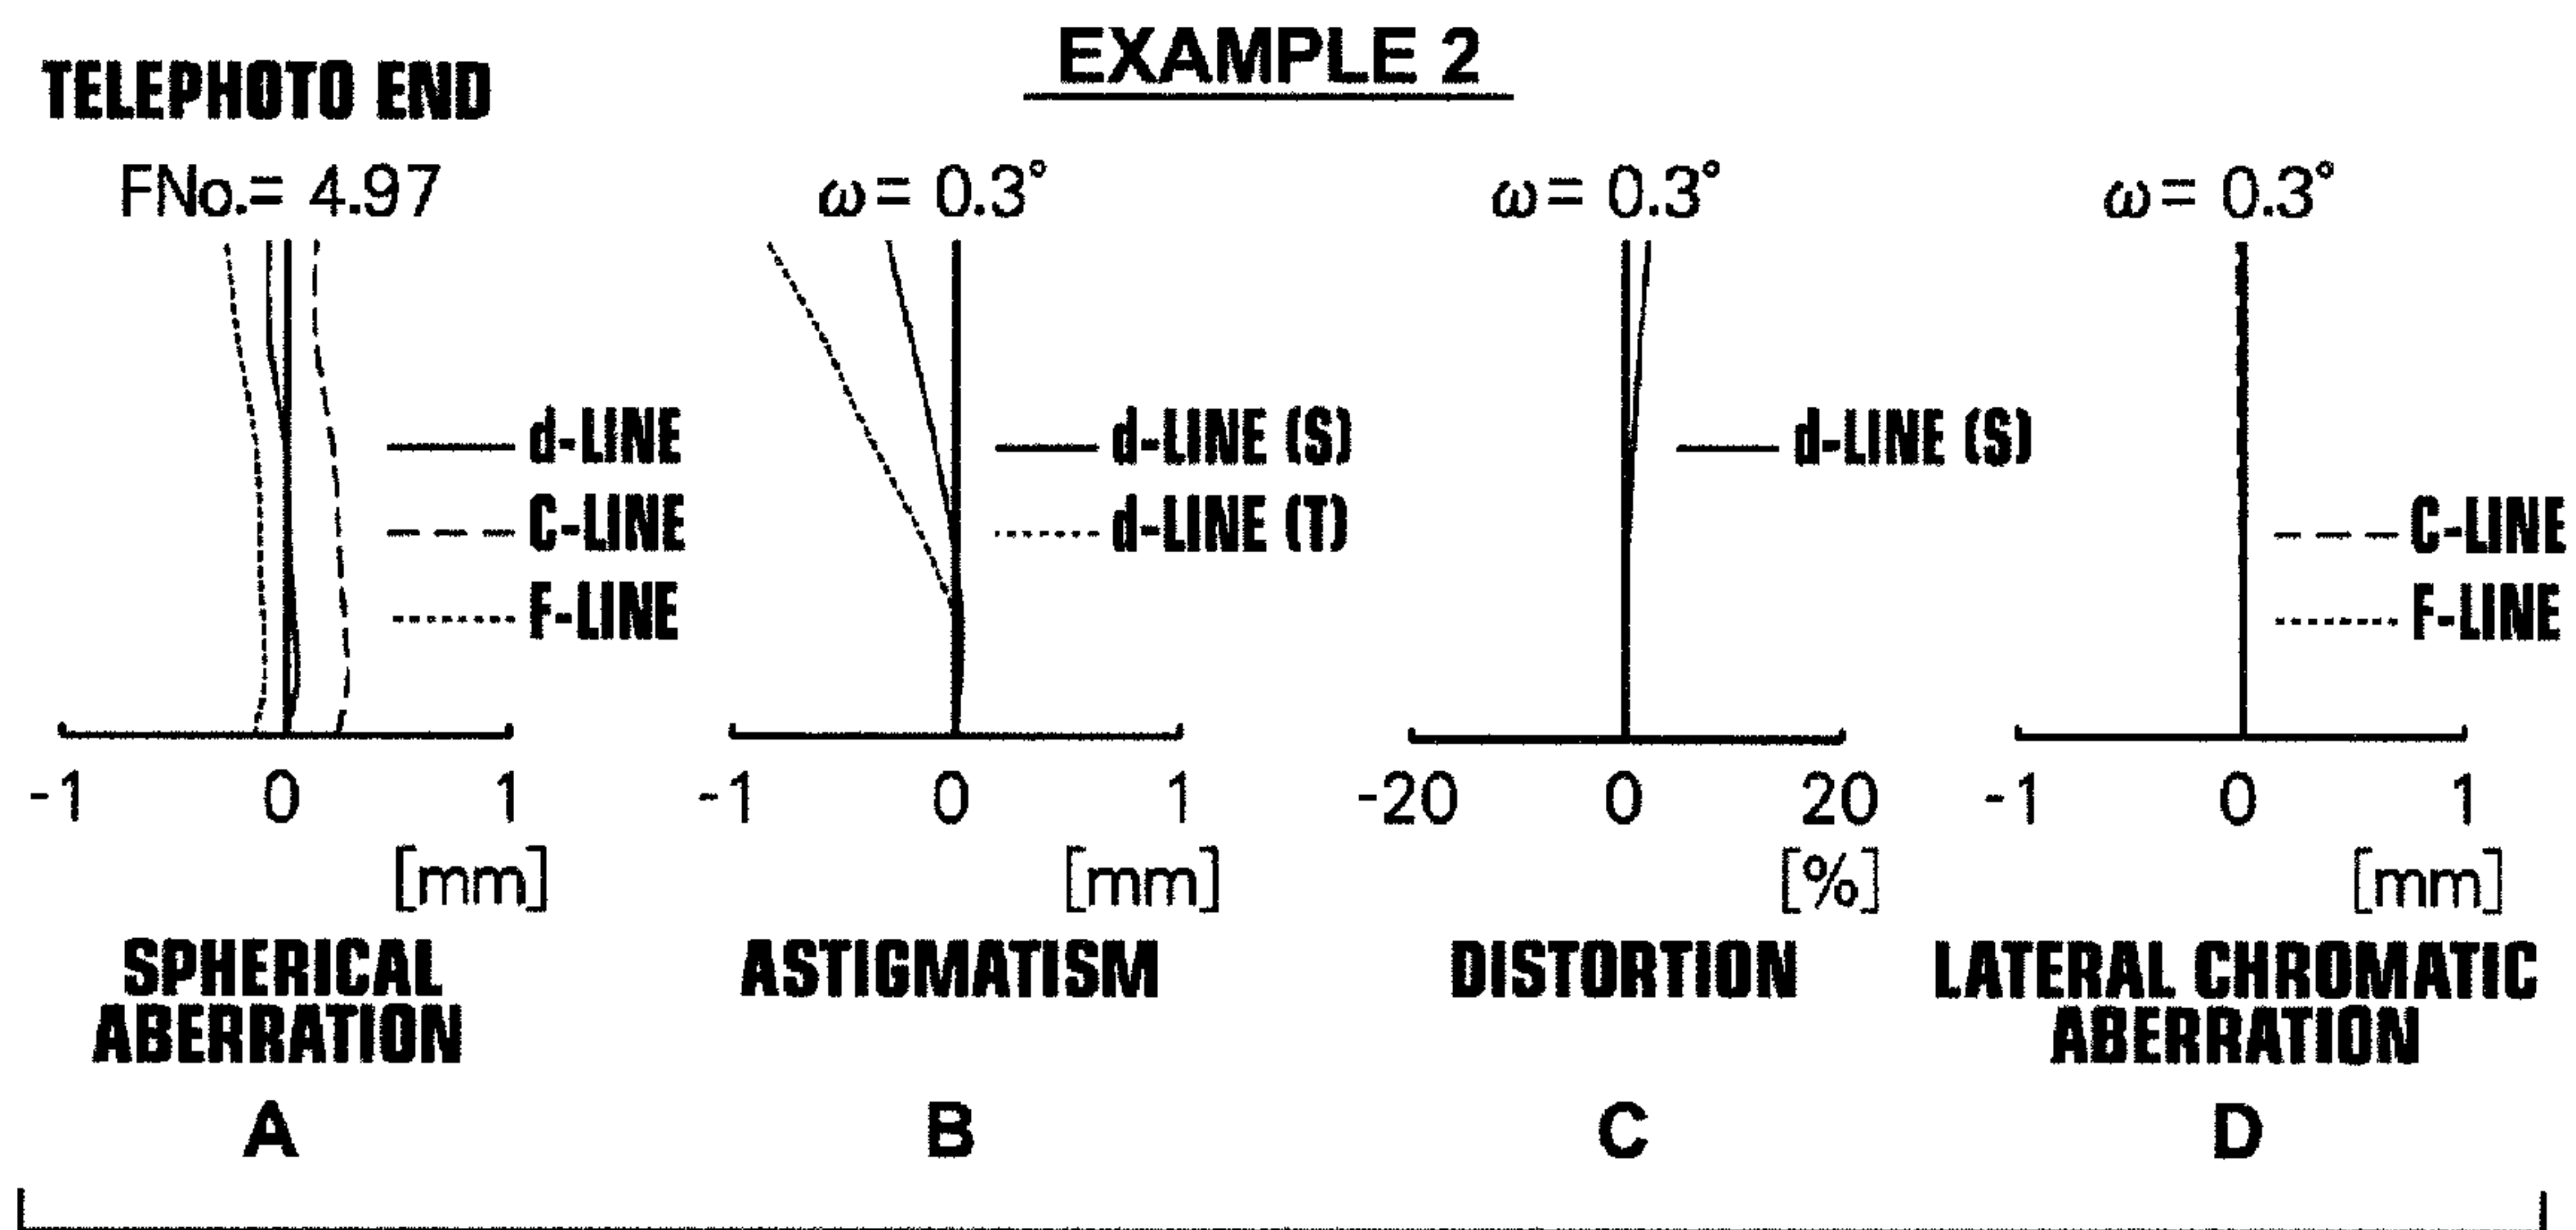 EXAMPLE 2
TELEPHOTO END
FNo.= 4.97
d-LINE
C-LINE
F-LINE
-1 0 1
[mm]
SPHERICAL
ABERRATION
A
ω= 0.3°
d-LINE (S)
d-LINE (T)
-1 0 1
[mm]
ASTIGMATISM
B
ω= 0.3°
d-LINE (S)
-20 0 20
[%]
DISTORTION
C
ω= 0.3°
C-LINE
F-LINE
-1 0 1
[mm]
LATERAL CHROMATIC
ABERRATION
D